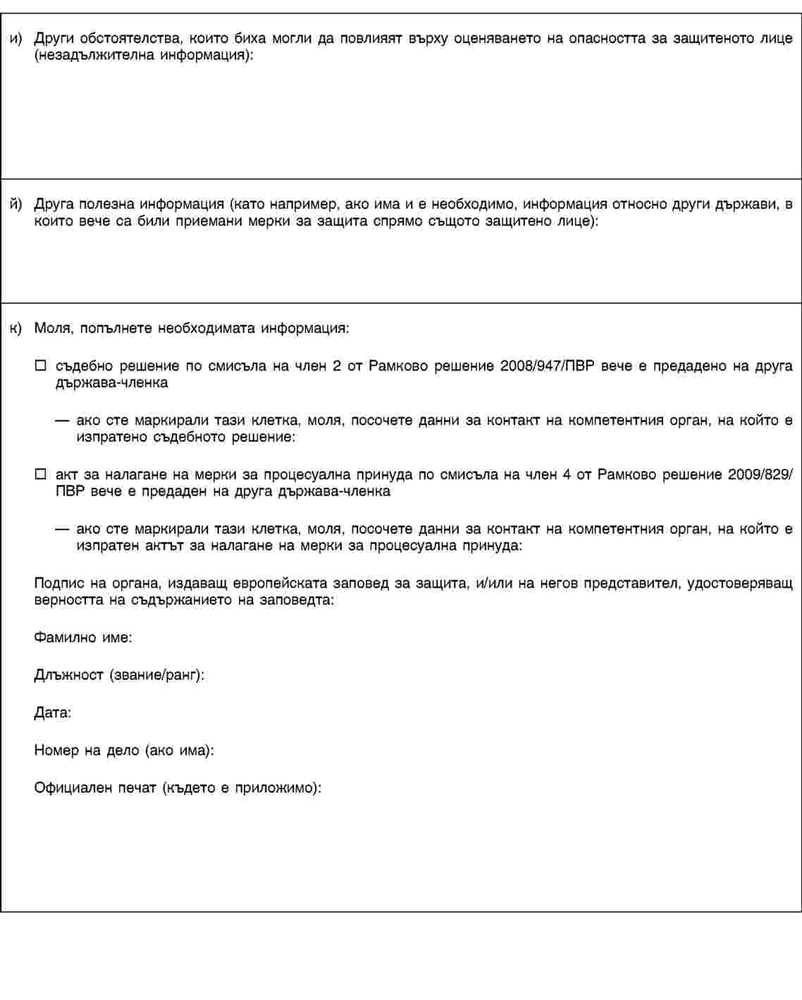 и) Други обстоятелства, които биха могли да повлияят върху оценяването на опасността за защитеното лице
(незадължителна информация):
й) Друга полезна информация (като например, ако има и е необходимо, информация относно други държави, в
които вече са били приемани мерки за защита спрямо същото защитено лице):
к) Моля, попълнете необходимата информация:
☐ съдебно решение по смисъла на член 2 от Рамково решение 2008/947/ПВР вече е предадено на друга
държава-членка
— ако сте маркирали тази клетка, моля, посочете данни за контакт на компетентния орган, на който е
изпратено съдебното решение:
☐ акт за налагане на мерки за процесуална принуда по смисъла на член 4 от Рамково решение 2009/829/
ПВР вече е предаден на друга държава-членка
— ако сте маркирали тази клетка, моля, посочете данни за контакт на компетентния орган, на който е
изпратен актът за налагане на мерки за процесуална принуда:
Подпис на органа, издаващ европейската заповед за защита, и/или на негов представител, удостоверяващ
верността на съдържанието на заповедта:
Фамилно име:
Длъжност (звание/ранг):
Дата:
Номер на дело (ако има):
Официален печат (където е приложимо):